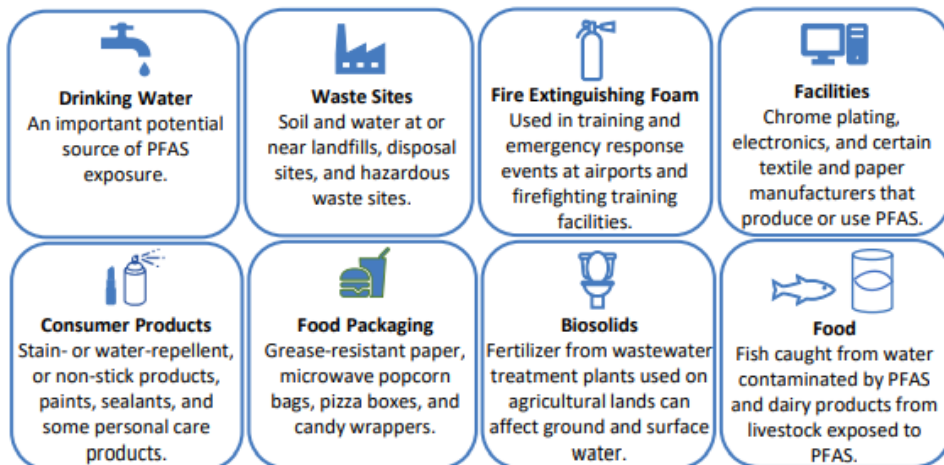 Drinking Water
An important potential
source of PFAS
exposure.
Waste Sites
Soil and water at or
near landfills, disposal
sites, and hazardous
waste sites.
Fire Extinguishing Foam
Used in training and
emergency response
events at airports and
firefighting training
facilities.
Facilities
Chrome plating,
electronics, and certain
textile and paper
manufacturers that
produce or use PFAS.
Consumer Products
Stain- or water-repellent,
or non-stick products,
paints, sealants, and
some personal care
products.
Food Packaging
Grease-resistant paper,
microwave popcorn
bags, pizza boxes, and
candy wrappers.
Biosolids
Fertilizer from wastewater
treatment plants used on
agricultural lands can
affect ground and surface
water.
Food
Fish caught from water
contaminated by PFAS
and dairy products from
livestock exposed to
PFAS.